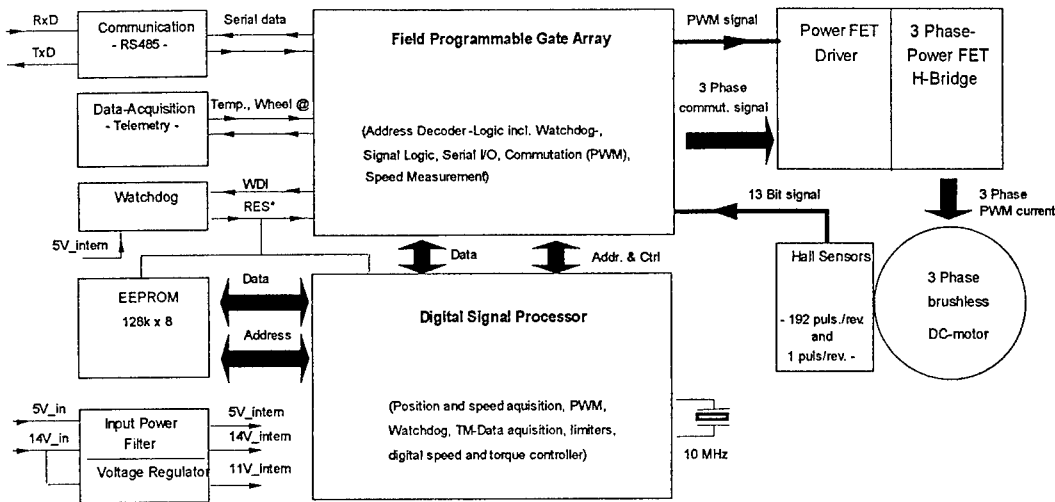 RxD
TxD
Communication
- RS485 -
Serial data
Field Programmable Gate Array
(Address Decoder -Logic incl. Watchdog-,
Signal Logic, Serial I/O, Commutation (PWM),
Speed Measurement)
PWM signal
3 Phase
commut. signal
13 Bit signal
Power FET
Driver
3 Phase-
Power FET
H-Bridge
3 Phase
PWM current
Data-Acquisition
- Telemetry -
Temp., Wheel @
Watchdog
WDI
RES*
5V_intern
Data
Addr. & Ctrl
Hall Sensors
- 192 puls./rev.
and
1 puls/rev. -
3 Phase
brushless
DC-motor
EEPROM
128k x 8
Data
Address
Digital Signal Processor
(Position and speed aquisition, PWM,
Watchdog, TM-Data aquisition, limiters,
digital speed and torque controller)
10 MHz
5V_in
14V_in
Input Power
Filter
Voltage Regulator
5V_intern
14V_intern
11V_intern